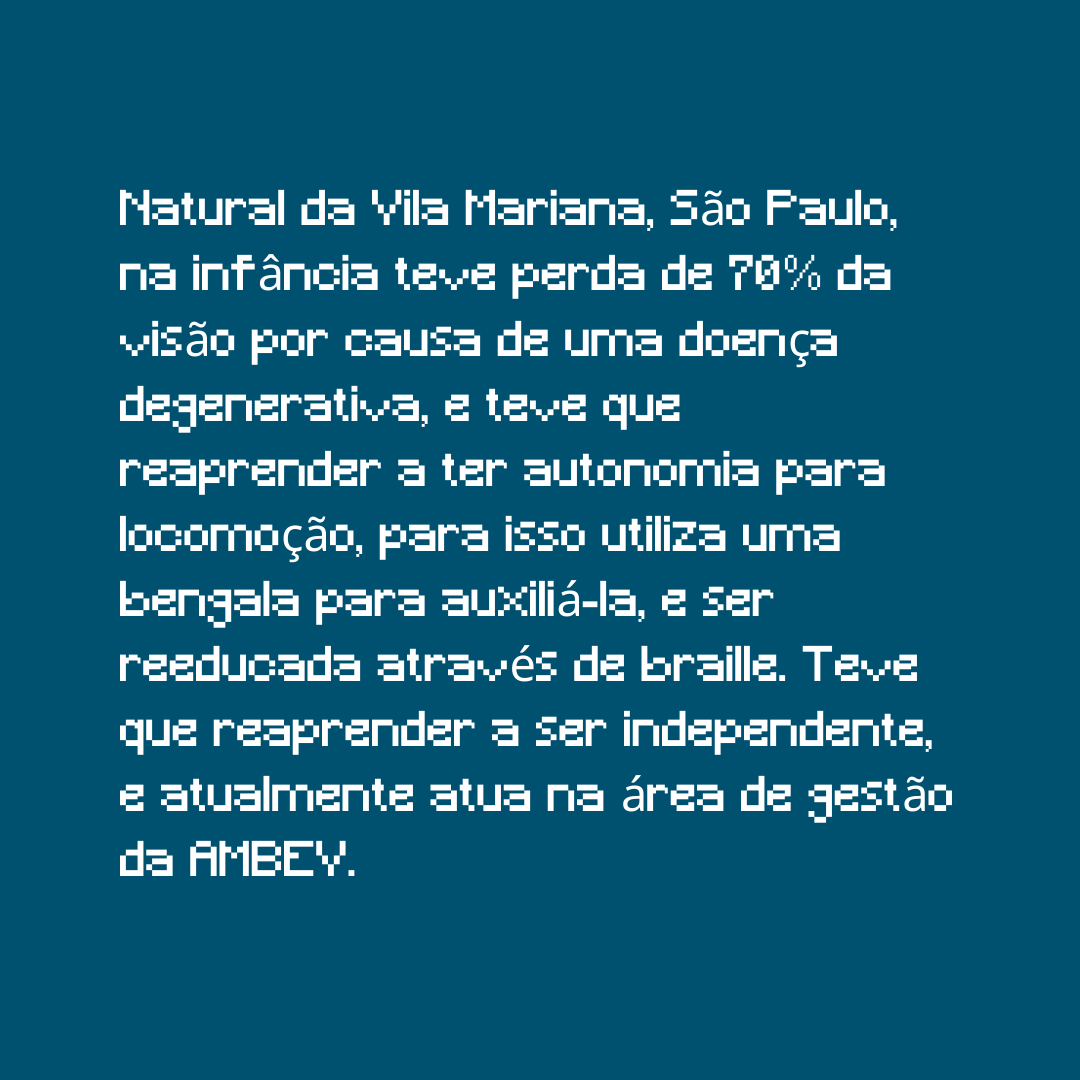 Natural da Vila Mariana, São Paulo,
na infância teve perda de 70% da
visão por causa de uma doença
degenerativa, e teve que
reaprender a ter autonomia para
locomoção, para isso utiliza uma
bengala para auxiliá-la, e ser
reeducada através de braille. Teve
que reaprender a ser independente,
e atualmente atua na área de gestão
da AMBEV.